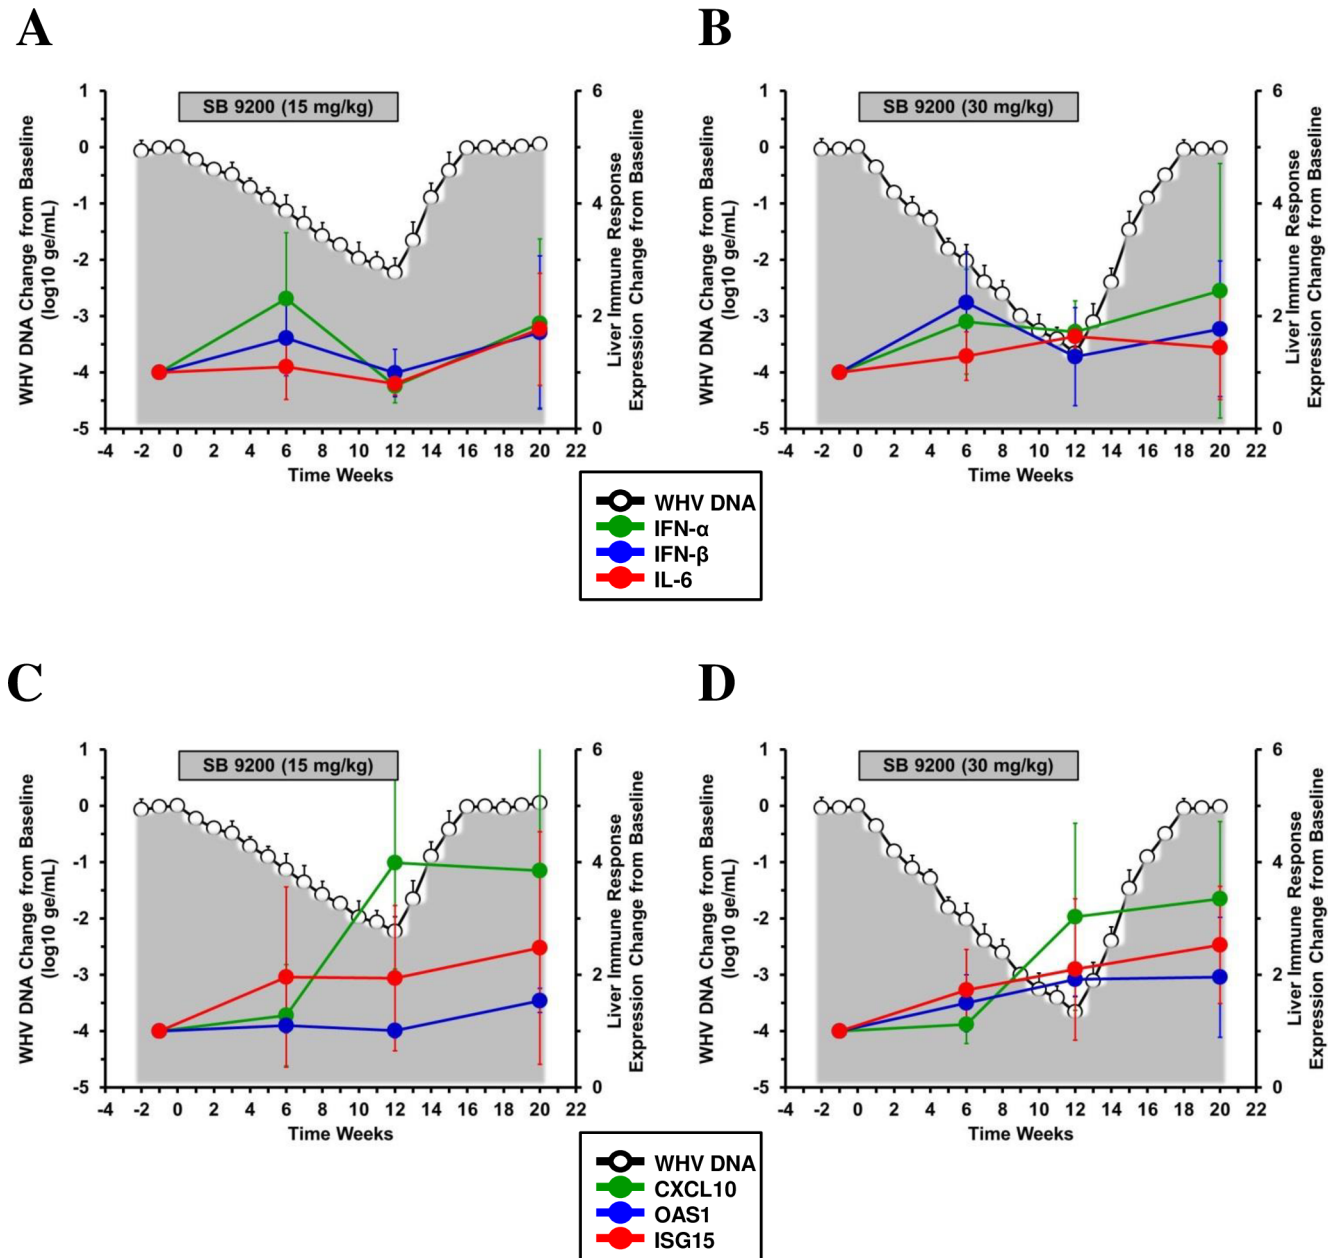 A
B
SB 9200 (15 mg/kg)
WHV DNA Change from Baseline
(log10 ge/mL)
1
0
-1
-2
-3
-4
-5
6
4
2
0
Liver Immune Response
Expression Change from Baseline
-4 -2 0 2 4 6 8 10 12 14 16 18 20 22
Time Weeks
SB 9200 (30 mg/kg)
WHV DNA Change from Baseline
(log10 ge/mL)
1
0
-1
-2
-3
-4
-5
6
4
2
0
Liver Immune Response
Expression Change from Baseline
-4 -2 0 2 4 6 8 10 12 14 16 18 20 22
Time Weeks
WHV DNA
IFN-α
IFN-β
IL-6
C
D
SB 9200 (15 mg/kg)
WHV DNA Change from Baseline
(log10 ge/mL)
1
0
-1
-2
-3
-4
-5
6
4
2
0
Liver Immune Response
Expression Change from Baseline
-4 -2 0 2 4 6 8 10 12 14 16 18 20 22
Time Weeks
SB 9200 (30 mg/kg)
WHV DNA Change from Baseline
(log10 ge/mL)
1
0
-1
-2
-3
-4
-5
6
4
2
0
Liver Immune Response
Expression Change from Baseline
-4 -2 0 2 4 6 8 10 12 14 16 18 20 22
Time Weeks
WHV DNA
CXCL10
OAS1
ISG15